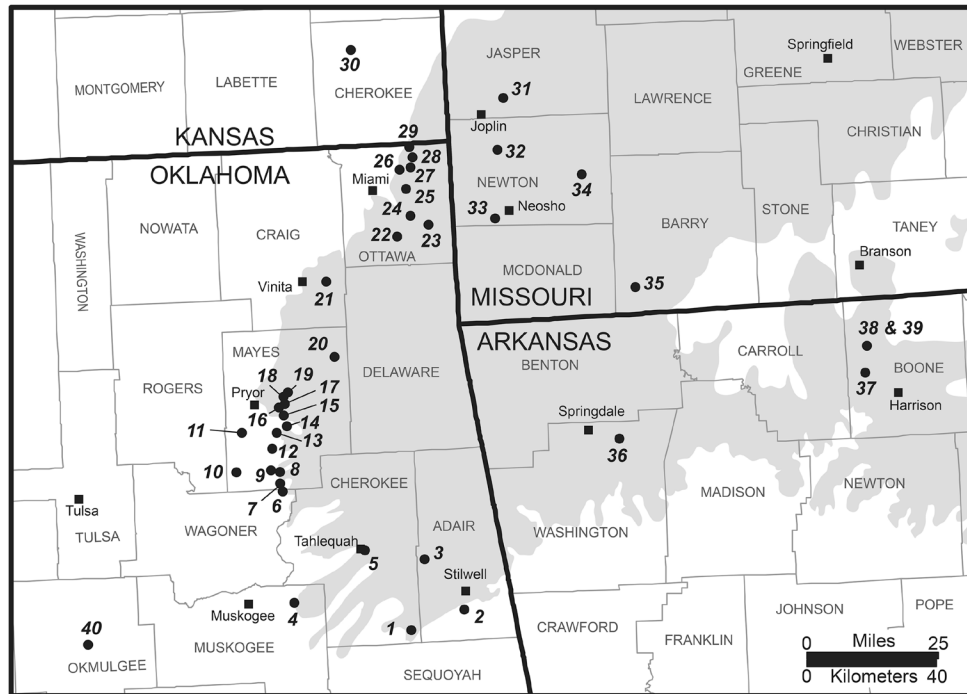 JASPER
Springfield
WEBSTER
GREENE
30
MONTGOMERY
LABETTE
CHEROKEE
31
LAWRENCE
Joplin
CHRISTIAN
KANSAS
29
32
26
28
OKLAHOMA
27
Miami
34
25
NEWTON
24
33
Neosho
BARRY
STONE
TANEY
NOWATA
CRAIG
22
23
OTTAWA
Branson
WASHINGTON
MCDONALD
Vinita
21
35
MISSOURI
38 & 39
ARKANSAS
MAYES
20
BENTON
CARROLL
BOONE
ROGERS
18
19
DELAWARE
37
Pryor
17
Harrison
16
15
Springdale
14
11
13
36
12
10
9
8
CHEROKEE
MADISON
NEWTON
7
6
Tulsa
WAGONER
ADAIR
WASHINGTON
TULSA
Tahlequah
5
3
Stilwell
Muskogee
4
2
JOHNSON
POPE
40
1
CRAWFORD
FRANKLIN
OKMULGEE
MUSKOGEE
SEQUOYAH
0 Miles 25
0 Kilometers 40